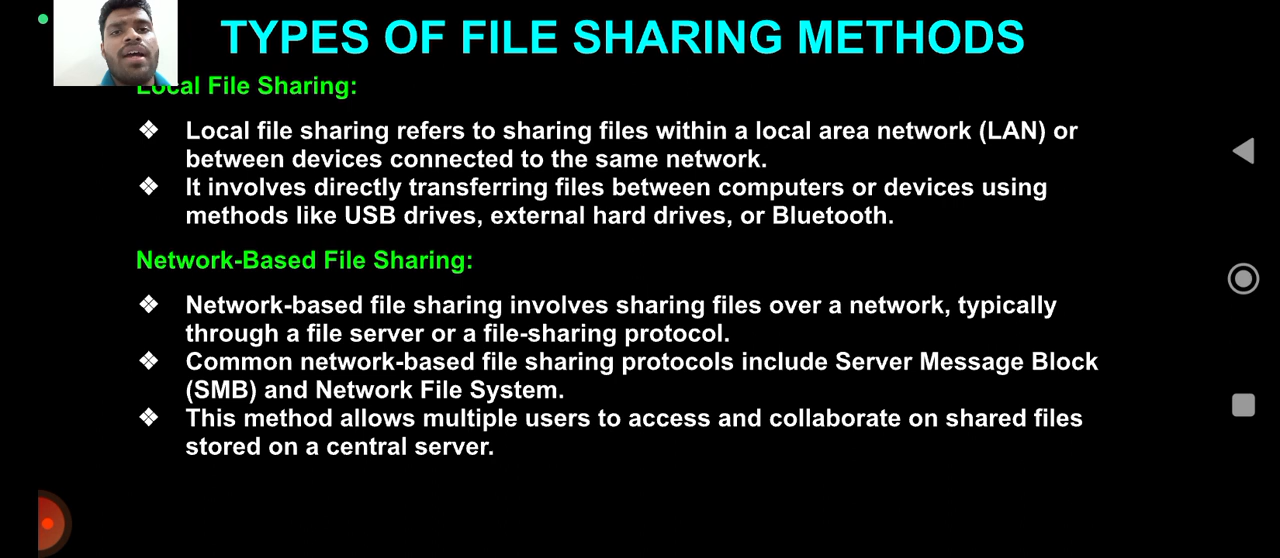 TYPES OF FILE SHARING METHODS
Local File Sharing:
❖ Local file sharing refers to sharing files within a local area network (LAN) or
between devices connected to the same network.
❖ It involves directly transferring files between computers or devices using
methods like USB drives, external hard drives, or Bluetooth.
Network-Based File Sharing:
❖ Network-based file sharing involves sharing files over a network, typically
through a file server or a file-sharing protocol.
❖ Common network-based file sharing protocols include Server Message Block
(SMB) and Network File System.
❖ This method allows multiple users to access and collaborate on shared files
stored on a central server.